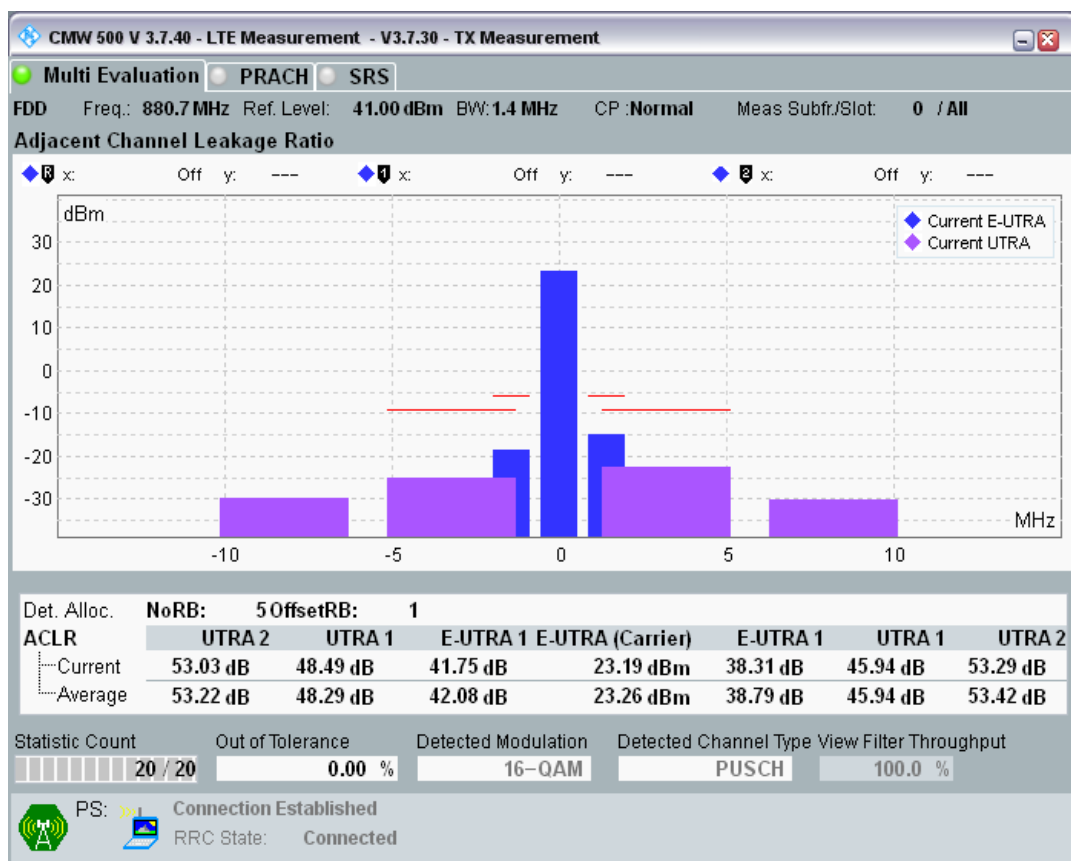 CMW 500 V 3.7.40 - LTE Measurement - V3.7.30 - TX Measurement
Multi Evaluation PRACH SRS
FDD Freq.: 880.7 MHz Ref. Level: 41.00 dBm BW: 1.4 MHz CP :Normal Meas Subfr./Slot: 0 / All
Adjacent Channel Leakage Ratio
R x: Off y: --- 1 x: Off y: --- 2 x: Off y: ---
dBm
Current E-UTRA
Current UTRA
30
20
10
0
-10
-20
-30
MHz
-10 -5 0 5 10
Det. Alloc. NoRB: 5 OffsetRB: 1
ACLR UTRA 2 UTRA 1 E-UTRA 1 E-UTRA (Carrier) E-UTRA 1 UTRA 1 UTRA 2
Current 53.03 dB 48.49 dB 41.75 dB 23.19 dBm 38.31 dB 45.94 dB 53.29 dB
Average 53.22 dB 48.29 dB 42.08 dB 23.26 dBm 38.79 dB 45.94 dB 53.42 dB
Statistic Count Out of Tolerance Detected Modulation Detected Channel Type View Filter Throughput
20 / 20 0.00 % 16-QAM PUSCH 100.0 %
PS: Connection Established
RRC State: Connected